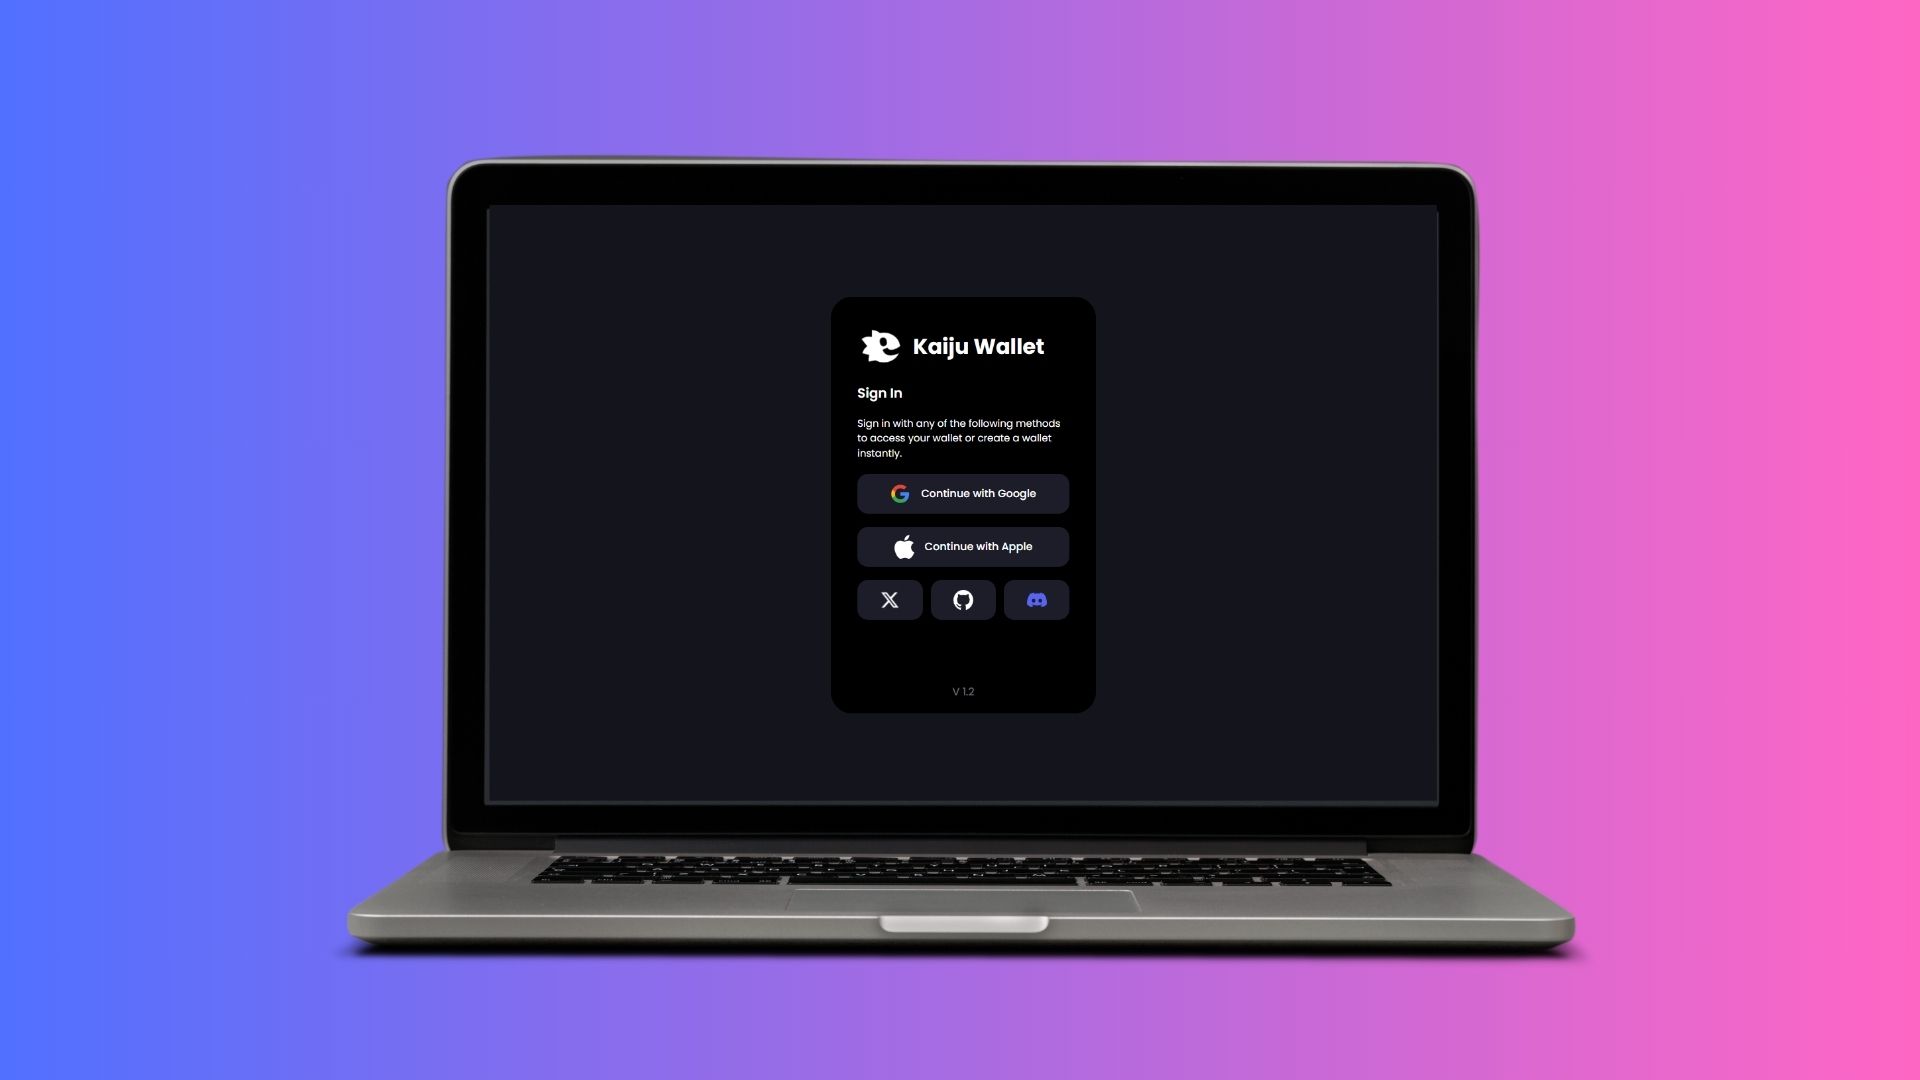 Kaiju Wallet
Sign In
Sign in with any of the following methods
to access your wallet or create a wallet
instantly.
Continue with Google
Continue with Apple
V 1.2